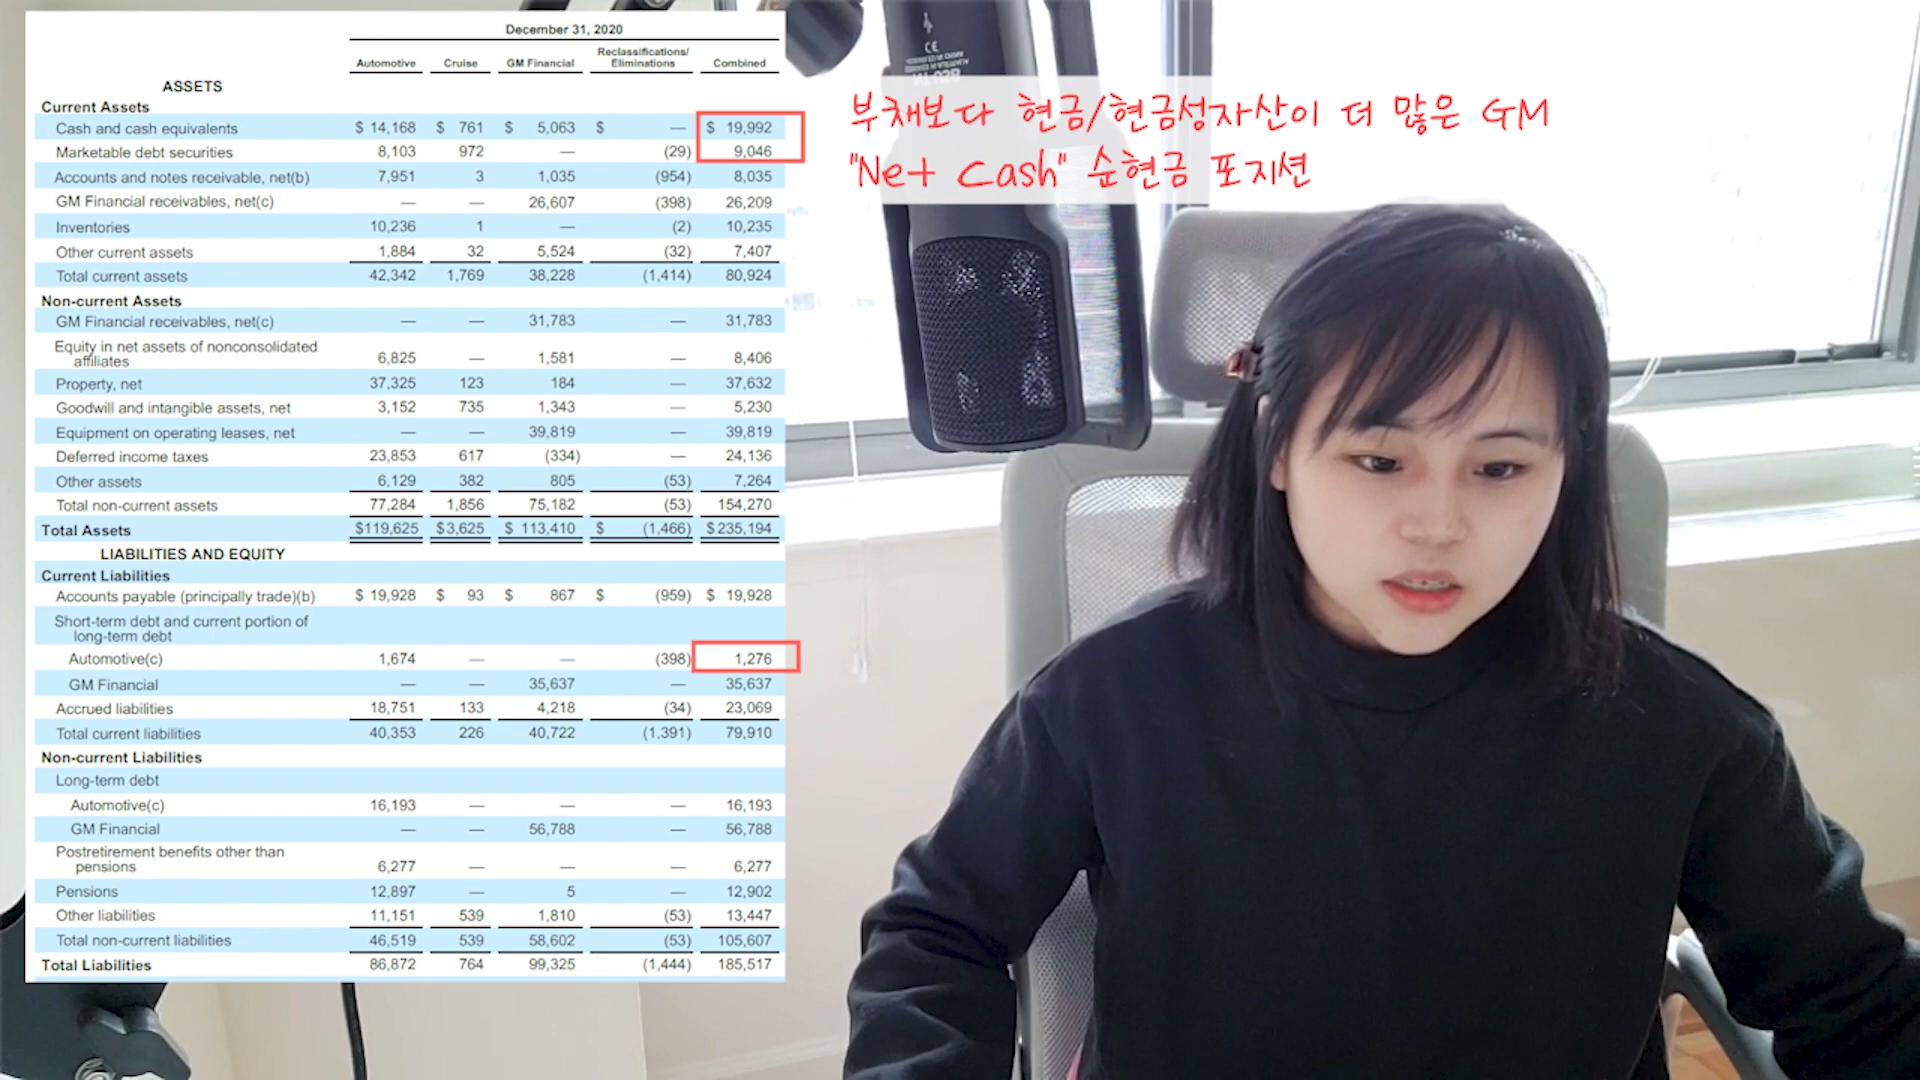 December 31, 2020
Automotive Cruise GM Financial Reclassifications/ Eliminations Combined
ASSETS
Current Assets
Cash and cash equivalents $ 14,168 $ 761 $ 5,063 $ — $ 19,992
Marketable debt securities 8,103 972 — (29) 9,046
Accounts and notes receivable, net(b) 7,951 3 1,035 (954) 8,035
GM Financial receivables, net(c) — — 26,607 (398) 26,209
Inventories 10,236 1 — (2) 10,235
Other current assets 1,884 32 5,524 (32) 7,407
Total current assets 42,342 1,769 38,228 (1,414) 80,924
Non-current Assets
GM Financial receivables, net(c) — — 31,783 — 31,783
Equity in net assets of nonconsolidated
affiliates 6,825 — 1,581 — 8,406
Property, net 37,325 123 184 — 37,632
Goodwill and intangible assets, net 3,152 735 1,343 — 5,230
Equipment on operating leases, net — — 39,819 — 39,819
Deferred income taxes 23,853 617 (334) — 24,136
Other assets 6,129 382 805 (53) 7,264
Total non-current assets 77,284 1,856 75,182 (53) 154,270
Total Assets $119,625 $3,625 $ 113,410 $ (1,466) $235,194
LIABILITIES AND EQUITY
Current Liabilities
Accounts payable (principally trade)(b) $ 19,928 $ 93 $ 867 $ (959) $ 19,928
Short-term debt and current portion of
long-term debt
Automotive(c) 1,674 — — (398) 1,276
GM Financial — — 35,637 — 35,637
Accrued liabilities 18,751 133 4,218 (34) 23,069
Total current liabilities 40,353 226 40,722 (1,391) 79,910
Non-current Liabilities
Long-term debt
Automotive(c) 16,193 — — — 16,193
GM Financial — — 56,788 — 56,788
Postretirement benefits other than
pensions 6,277 — — — 6,277
Pensions 12,897 — 5 — 12,902
Other liabilities 11,151 539 1,810 (53) 13,447
Total non-current liabilities 46,519 539 58,602 (53) 105,607
Total Liabilities 86,872 764 99,325 (1,444) 185,517
부채보다 현금/현금성자산이 더 많은 GM
"Net Cash" 순현금 포지션
CE